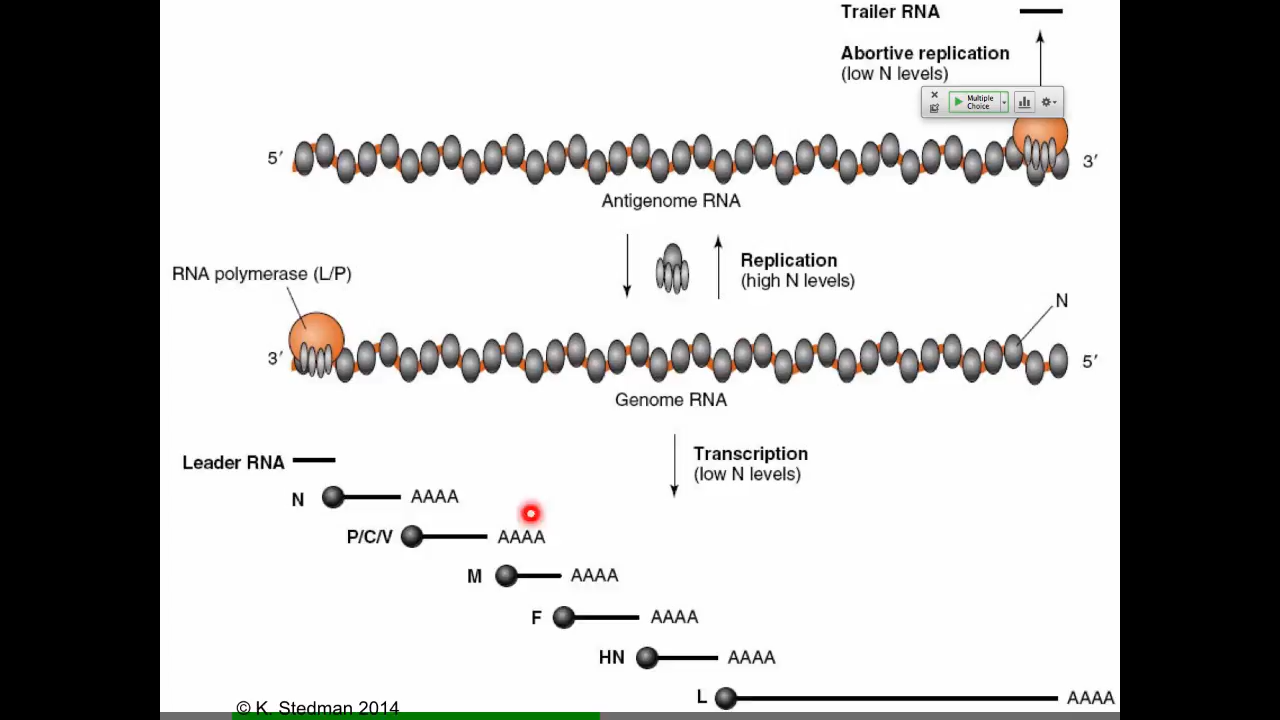 Trailer RNA
Abortive replication
(low N levels)
Multiple
Choice
5′
3′
Antigenome RNA
RNA polymerase (L/P)
Replication
(high N levels)
N
3′
5′
Genome RNA
Transcription
(low N levels)
Leader RNA
N AAAA
P/C/V AAAA
M AAAA
F AAAA
HN AAAA
L AAAA
© K. Stedman 2014